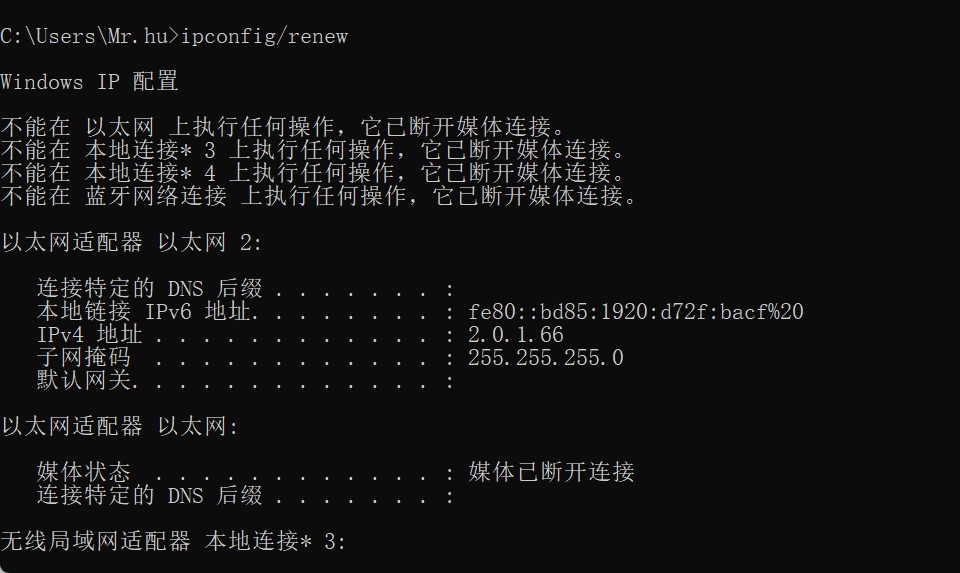 C:\Users\Mr.hu>ipconfig/renew
Windows IP 配置
不能在 以太网 上执行任何操作，它已断开媒体连接。
不能在 本地连接* 3 上执行任何操作，它已断开媒体连接。
不能在 本地连接* 4 上执行任何操作，它已断开媒体连接。
不能在 蓝牙网络连接 上执行任何操作，它已断开媒体连接。
以太网适配器 以太网 2:
连接特定的 DNS 后缀 . . . . . . . :
本地链接 IPv6 地址. . . . . . . . : fe80::bd85:1920:d72f:bacf%20
IPv4 地址 . . . . . . . . . . . . : 2.0.1.66
子网掩码  . . . . . . . . . . . . : 255.255.255.0
默认网关. . . . . . . . . . . . . :
以太网适配器 以太网:
媒体状态  . . . . . . . . . . . . : 媒体已断开连接
连接特定的 DNS 后缀 . . . . . . . :
无线局域网适配器 本地连接* 3: